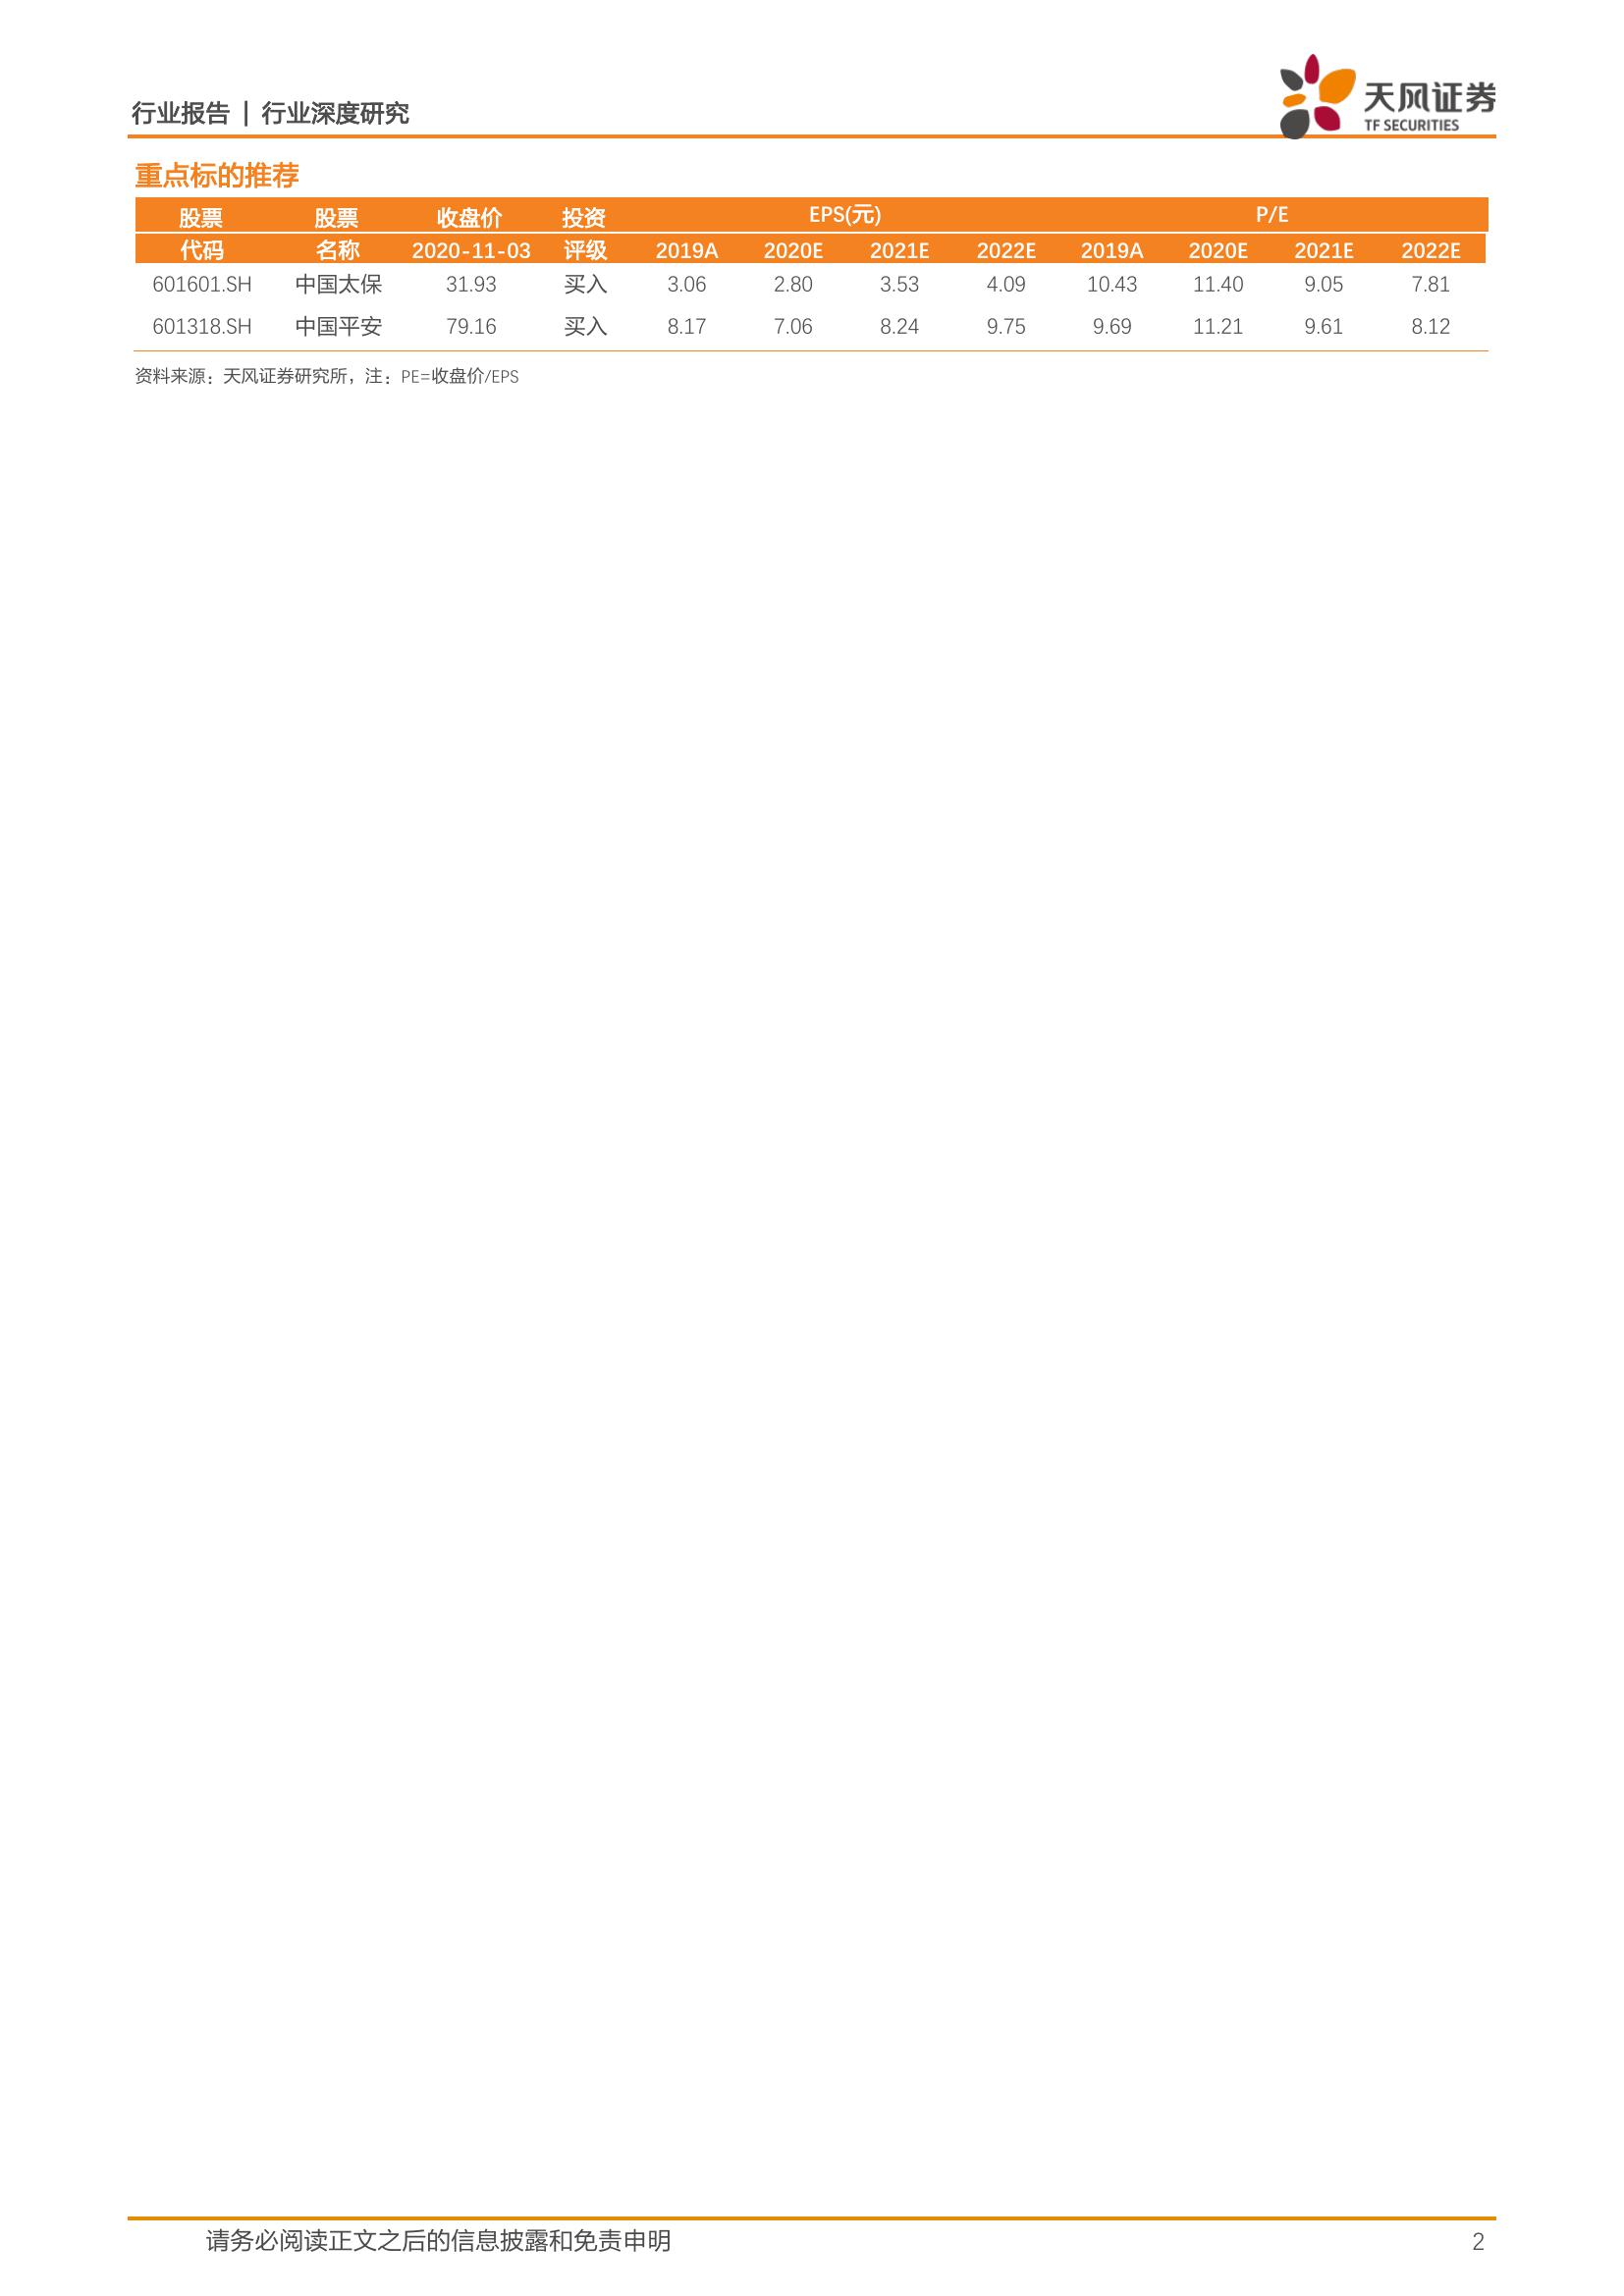 行业报告 | 行业深度研究
天风证券
TF SECURITIES
重点标的推荐
股票 股票 收盘价 投资 EPS(元) P/E
代码 名称 2020-11-03 评级 2019A 2020E 2021E 2022E 2019A 2020E 2021E 2022E
601601.SH 中国太保 31.93 买入 3.06 2.80 3.53 4.09 10.43 11.40 9.05 7.81
601318.SH 中国平安 79.16 买入 8.17 7.06 8.24 9.75 9.69 11.21 9.61 8.12
资料来源：天风证券研究所，注：PE=收盘价/EPS
请务必阅读正文之后的信息披露和免责申明 2